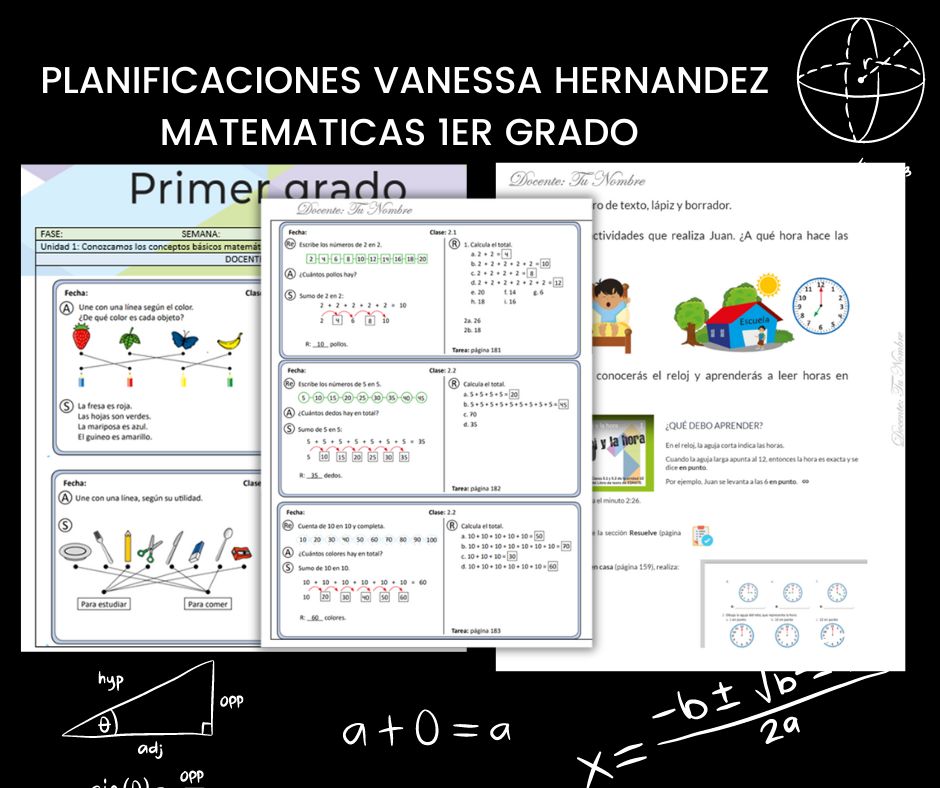 PLANIFICACIONES VANESSA HERNANDEZ
MATEMATICAS 1ER GRADO
r
3
Primer grado
FASE: SEMANA:
Unidad 1: Conozcamos los conceptos básicos matemát
DOCENT
Fecha: Clas
A Une con una línea según el color.
¿De qué color es cada objeto?
S La fresa es roja.
Las hojas son verdes.
La mariposa es azul.
El guineo es amarillo.
Fecha: Clase
A Une con una línea, según su utilidad.
S
Para estudiar Para comer
Docente: Tu Nombre
Fecha: Clase: 2.1
Re Escribe los números de 2 en 2.
2 4 6 8 10 12 14 16 18 20
A ¿Cuántos pollos hay?
S Sumo de 2 en 2:
2 + 2 + 2 + 2 + 2 = 10
2 4 6 8 10
R: 10 pollos.
R 1. Calcula el total.
a. 2 + 2 = 4
b. 2 + 2 + 2 + 2 + 2 = 10
c. 2 + 2 + 2 + 2 = 8
d. 2 + 2 + 2 + 2 + 2 + 2 = 12
e. 20 f. 14 g. 6
h. 18 i. 16
2a. 26
2b. 18
Tarea: página 181
Fecha: Clase: 2.2
Re Escribe los números de 5 en 5.
5 10 15 20 25 30 35 40 45
A ¿Cuántos dedos hay en total?
S Sumo de 5 en 5:
5 + 5 + 5 + 5 + 5 + 5 + 5 = 35
5 10 15 20 25 30 35
R: 35 dedos.
R Calcula el total.
a. 5 + 5 + 5 + 5 = 20
b. 5 + 5 + 5 + 5 + 5 + 5 + 5 + 5 + 5 = 45
c. 70
d. 35
Tarea: página 182
Fecha: Clase: 2.2
Re Cuenta de 10 en 10 y completa.
10 20 30 40 50 60 70 80 90 100
A ¿Cuántos colores hay en total?
S Sumo de 10 en 10.
10 + 10 + 10 + 10 + 10 + 10 = 60
10 20 30 40 50 60
R: 60 colores.
R Calcula el total.
a. 10 + 10 + 10 + 10 + 10 = 50
b. 10 + 10 + 10 + 10 + 10 + 10 + 10 = 70
c. 10 + 10 + 10 = 30
d. 10 + 10 + 10 + 10 + 10 + 10 = 60
Tarea: página 183
Docente: Tu Nombre
ro de texto, lápiz y borrador.
ctividades que realiza Juan. ¿A qué hora hace las
Escuela
conocerás el reloj y aprenderás a leer horas en
Docente: Tu Nombre
y la hora
¿QUÉ DEBO APRENDER?
En el reloj, la aguja corta indica las horas.
Cuando la aguja larga apunta al 12, entonces la hora es exacta y se
dice en punto.
Por ejemplo, Juan se levanta a las 6 en punto.
a el minuto 2:26.
e la sección Resuelve (página
en casa (página 159), realiza:
hyp
opp
θ
adj
opp
a + 0 = a
x = -b ± √b
2a